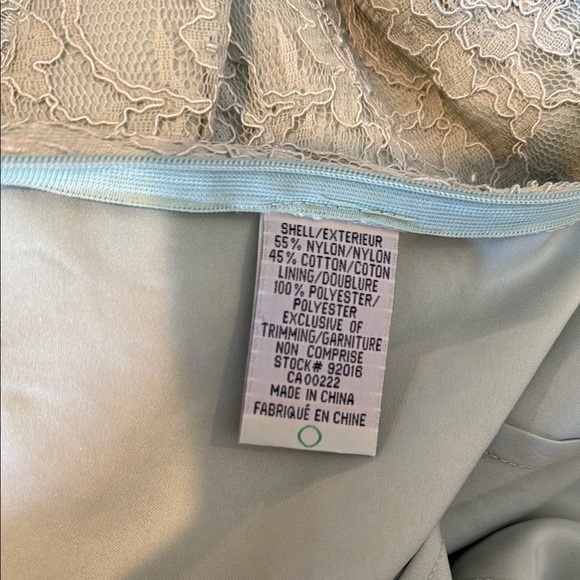 SHELL/EXTERIEUR
55% NYLON/NYLON
45% COTTON/COTON
LINING/DOUBLURE
100% POLYESTER/
POLYESTER
EXCLUSIVE OF
TRIMMING/GARNITURE
NON COMPRISE
STOCK# 92016
CA00222
MADE IN CHINA
FABRIQUÉ EN CHINE